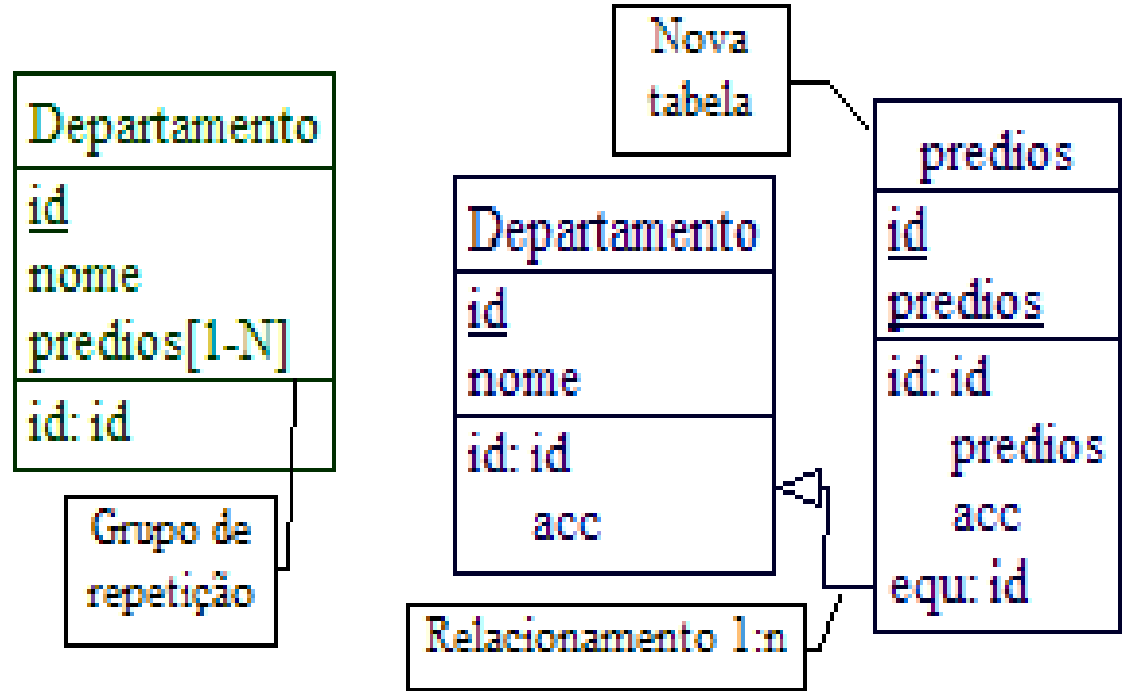 Departamento
id
nome
predios[1-N]
id: id
Grupo de
repetição
Nova
tabela
Departamento
id
nome
id: id
acc
Relacionamento 1:n
predios
id
predios
id: id
predios
acc
equ: id